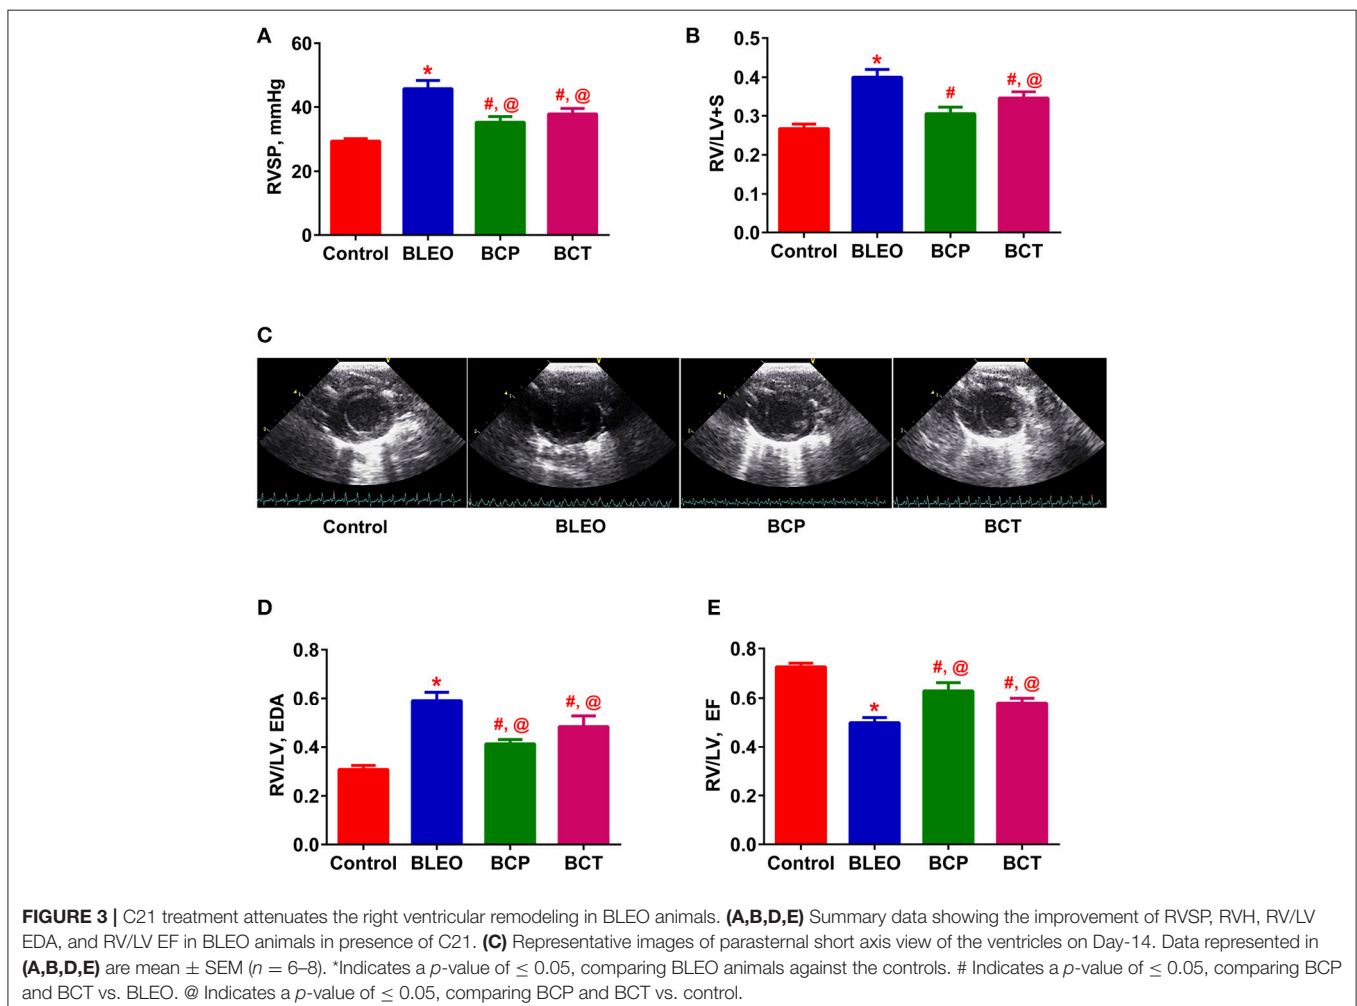 A
RVSP, mmHg
60
40
20
0
*
#, @
#, @
Control BLEO BCP BCT
B
RV/LV+S
0.5
0.4
0.3
0.2
0.1
0.0
*
#
#, @
Control BLEO BCP BCT
C
Control BLEO BCP BCT
D
RV/LV, EDA
0.8
0.6
0.4
0.2
0.0
*
#, @
#, @
Control BLEO BCP BCT
E
RV/LV, EF
0.8
0.6
0.4
0.2
0.0
*
#, @
#, @
Control BLEO BCP BCT
FIGURE 3 | C21 treatment attenuates the right ventricular remodeling in BLEO animals. (A,B,D,E) Summary data showing the improvement of RVSP, RVH, RV/LV
EDA, and RV/LV EF in BLEO animals in presence of C21. (C) Representative images of parasternal short axis view of the ventricles on Day-14. Data represented in
(A,B,D,E) are mean ± SEM (n = 6–8). *Indicates a p-value of ≤ 0.05, comparing BLEO animals against the controls. # Indicates a p-value of ≤ 0.05, comparing BCP
and BCT vs. BLEO. @ Indicates a p-value of ≤ 0.05, comparing BCP and BCT vs. control.